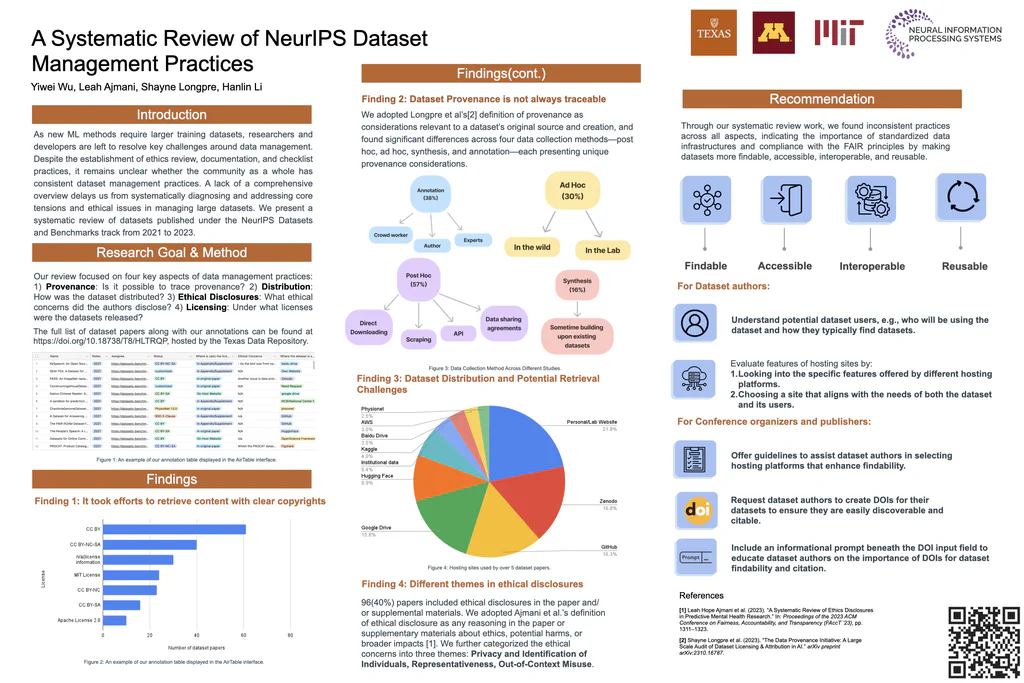 A Systematic Review of NeurIPS Dataset
Management Practices
Yiwei Wu, Leah Ajmani, Shayne Longpre, Hanlin Li
TEXAS
M
MIT
NEURAL INFORMATION
PROCESSING SYSTEMS
Introduction
As new ML methods require larger training datasets, researchers and
developers are left to resolve key challenges around data management.
Despite the establishment of ethics review, documentation, and checklist
practices, it remains unclear whether the community as a whole has
consistent dataset management practices. A lack of a comprehensive
overview delays us from systematically diagnosing and addressing core
tensions and ethical issues in managing large datasets. We present a
systematic review of datasets published under the NeurIPS Datasets
and Benchmarks track from 2021 to 2023.
Research Goal & Method
Our review focused on four key aspects of data management practices:
1) Provenance: Is it possible to trace provenance? 2) Distribution:
How was the dataset distributed? 3) Ethical Disclosures: What ethical
concerns did the authors disclose? 4) Licensing: Under what licenses
were the datasets released?
The full list of dataset papers along with our annotations can be found at
https://doi.org/10.18738/T8/HLTRQP, hosted by the Texas Data Repository.
Figure 1: An example of our annotation table displayed in the AirTable interface.
Findings
Finding 1: It took efforts to retrieve content with clear copyrights
License
CC BY
CC BY-NC-SA
n/a(license
information
MIT License
CC BY-NC
CC BY-SA
Apache License 2.0
0 20 40 60 80
Number of dataset papers
Figure 2: An example of our annotation table displayed in the AirTable interface.
Findings(cont.)
Finding 2: Dataset Provenance is not always traceable
We adopted Longpre et al's[2] definition of provenance as
considerations relevant to a dataset's original source and creation, and
found significant differences across four data collection methods—post
hoc, ad hoc, synthesis, and annotation—each presenting unique
provenance considerations.
Annotation
(38%)
Crowd worker
Author
Experts
Ad Hoc
(30%)
In the wild
In the Lab
Post Hoc
(57%)
Direct
Downloading
Scraping
API
Data sharing
agreements
Synthesis
(16%)
Sometime building
upon existing
datasets
Figure 3: Data Collection Method Across Different Studies.
Finding 3: Dataset Distribution and Potential Retrieval
Challenges
Physionet
AWS
Baidu Drive
Kaggle
Institutional data
Hugging Face
Google Drive
Personal/Lab Website
21.8%
Zenodo
GitHub
Figure 4: Hosting sites used by over 5 dataset papers.
Finding 4: Different themes in ethical disclosures
96(40%) papers included ethical disclosures in the paper and/
or supplemental materials. We adopted Ajmani et al.'s definition
of ethical disclosure as any reasoning in the paper or
supplementary materials about ethics, potential harms, or
broader impacts [1]. We further categorized the ethical
concerns into three themes: Privacy and Identification of
Individuals, Representativeness, Out-of-Context Misuse.
Recommendation
Through our systematic review work, we found inconsistent practices
across all aspects, indicating the importance of standardized data
infrastructures and compliance with the FAIR principles by making
datasets more findable, accessible, interoperable, and reusable.
Findable
Accessible
Interoperable
Reusable
For Dataset authors:
Understand potential dataset users, e.g., who will be using the
dataset and how they typically find datasets.
Evaluate features of hosting sites by:
1.Looking into the specific features offered by different hosting
platforms.
2.Choosing a site that aligns with the needs of both the dataset
and its users.
For Conference organizers and publishers:
Offer guidelines to assist dataset authors in selecting
hosting platforms that enhance findability.
doi
Request dataset authors to create DOIs for their
datasets to ensure they are easily discoverable and
citable.
Prompt
Include an informational prompt beneath the DOI input field to
educate dataset authors on the importance of DOIs for dataset
findability and citation.
References
[1] Leah Hope Ajmani et al. (2023). "A Systematic Review of Ethics Disclosures
in Predictive Mental Health Research." In: Proceedings of the 2023 ACM
Conference on Fairness, Accountability, and Transparency (FAccT '23), pp.
1311–1323.
[2] Shayne Longpre et al. (2023). "The Data Provenance Initiative: A Large
Scale Audit of Dataset Licensing & Attribution in AI." arXiv preprint
arXiv:2310.16787.